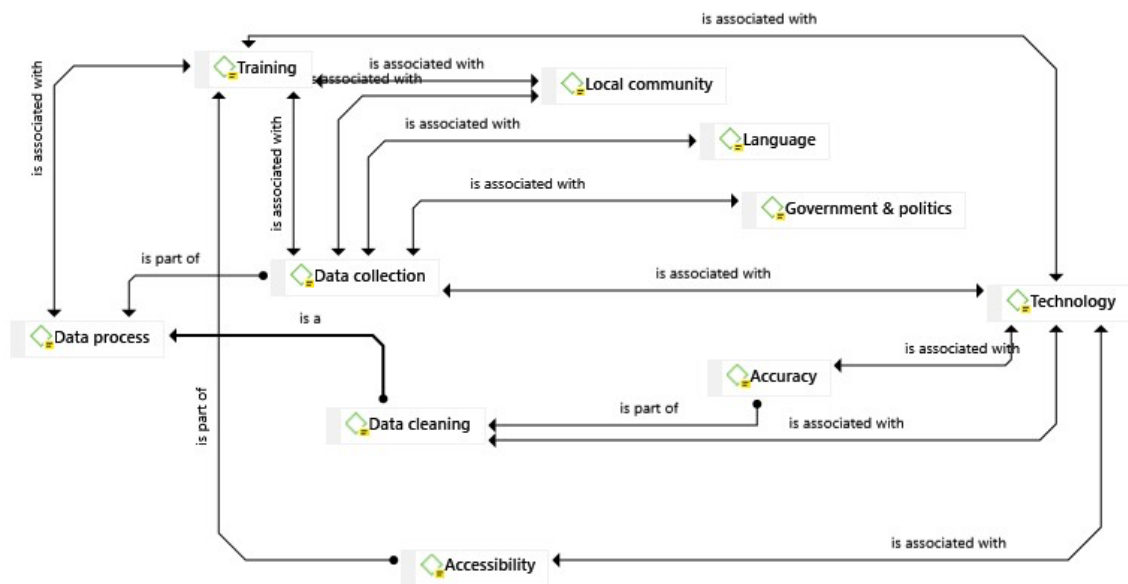 is associated with
Training
is associated with
is associated with
Local community
is associated with
is associated with
Language
is associated with
is associated with
Government & politics
is part of
Data collection
is associated with
Technology
is a
Data process
is associated with
Accuracy
is part of
is part of
Data cleaning
is associated with
is associated with
Accessibility